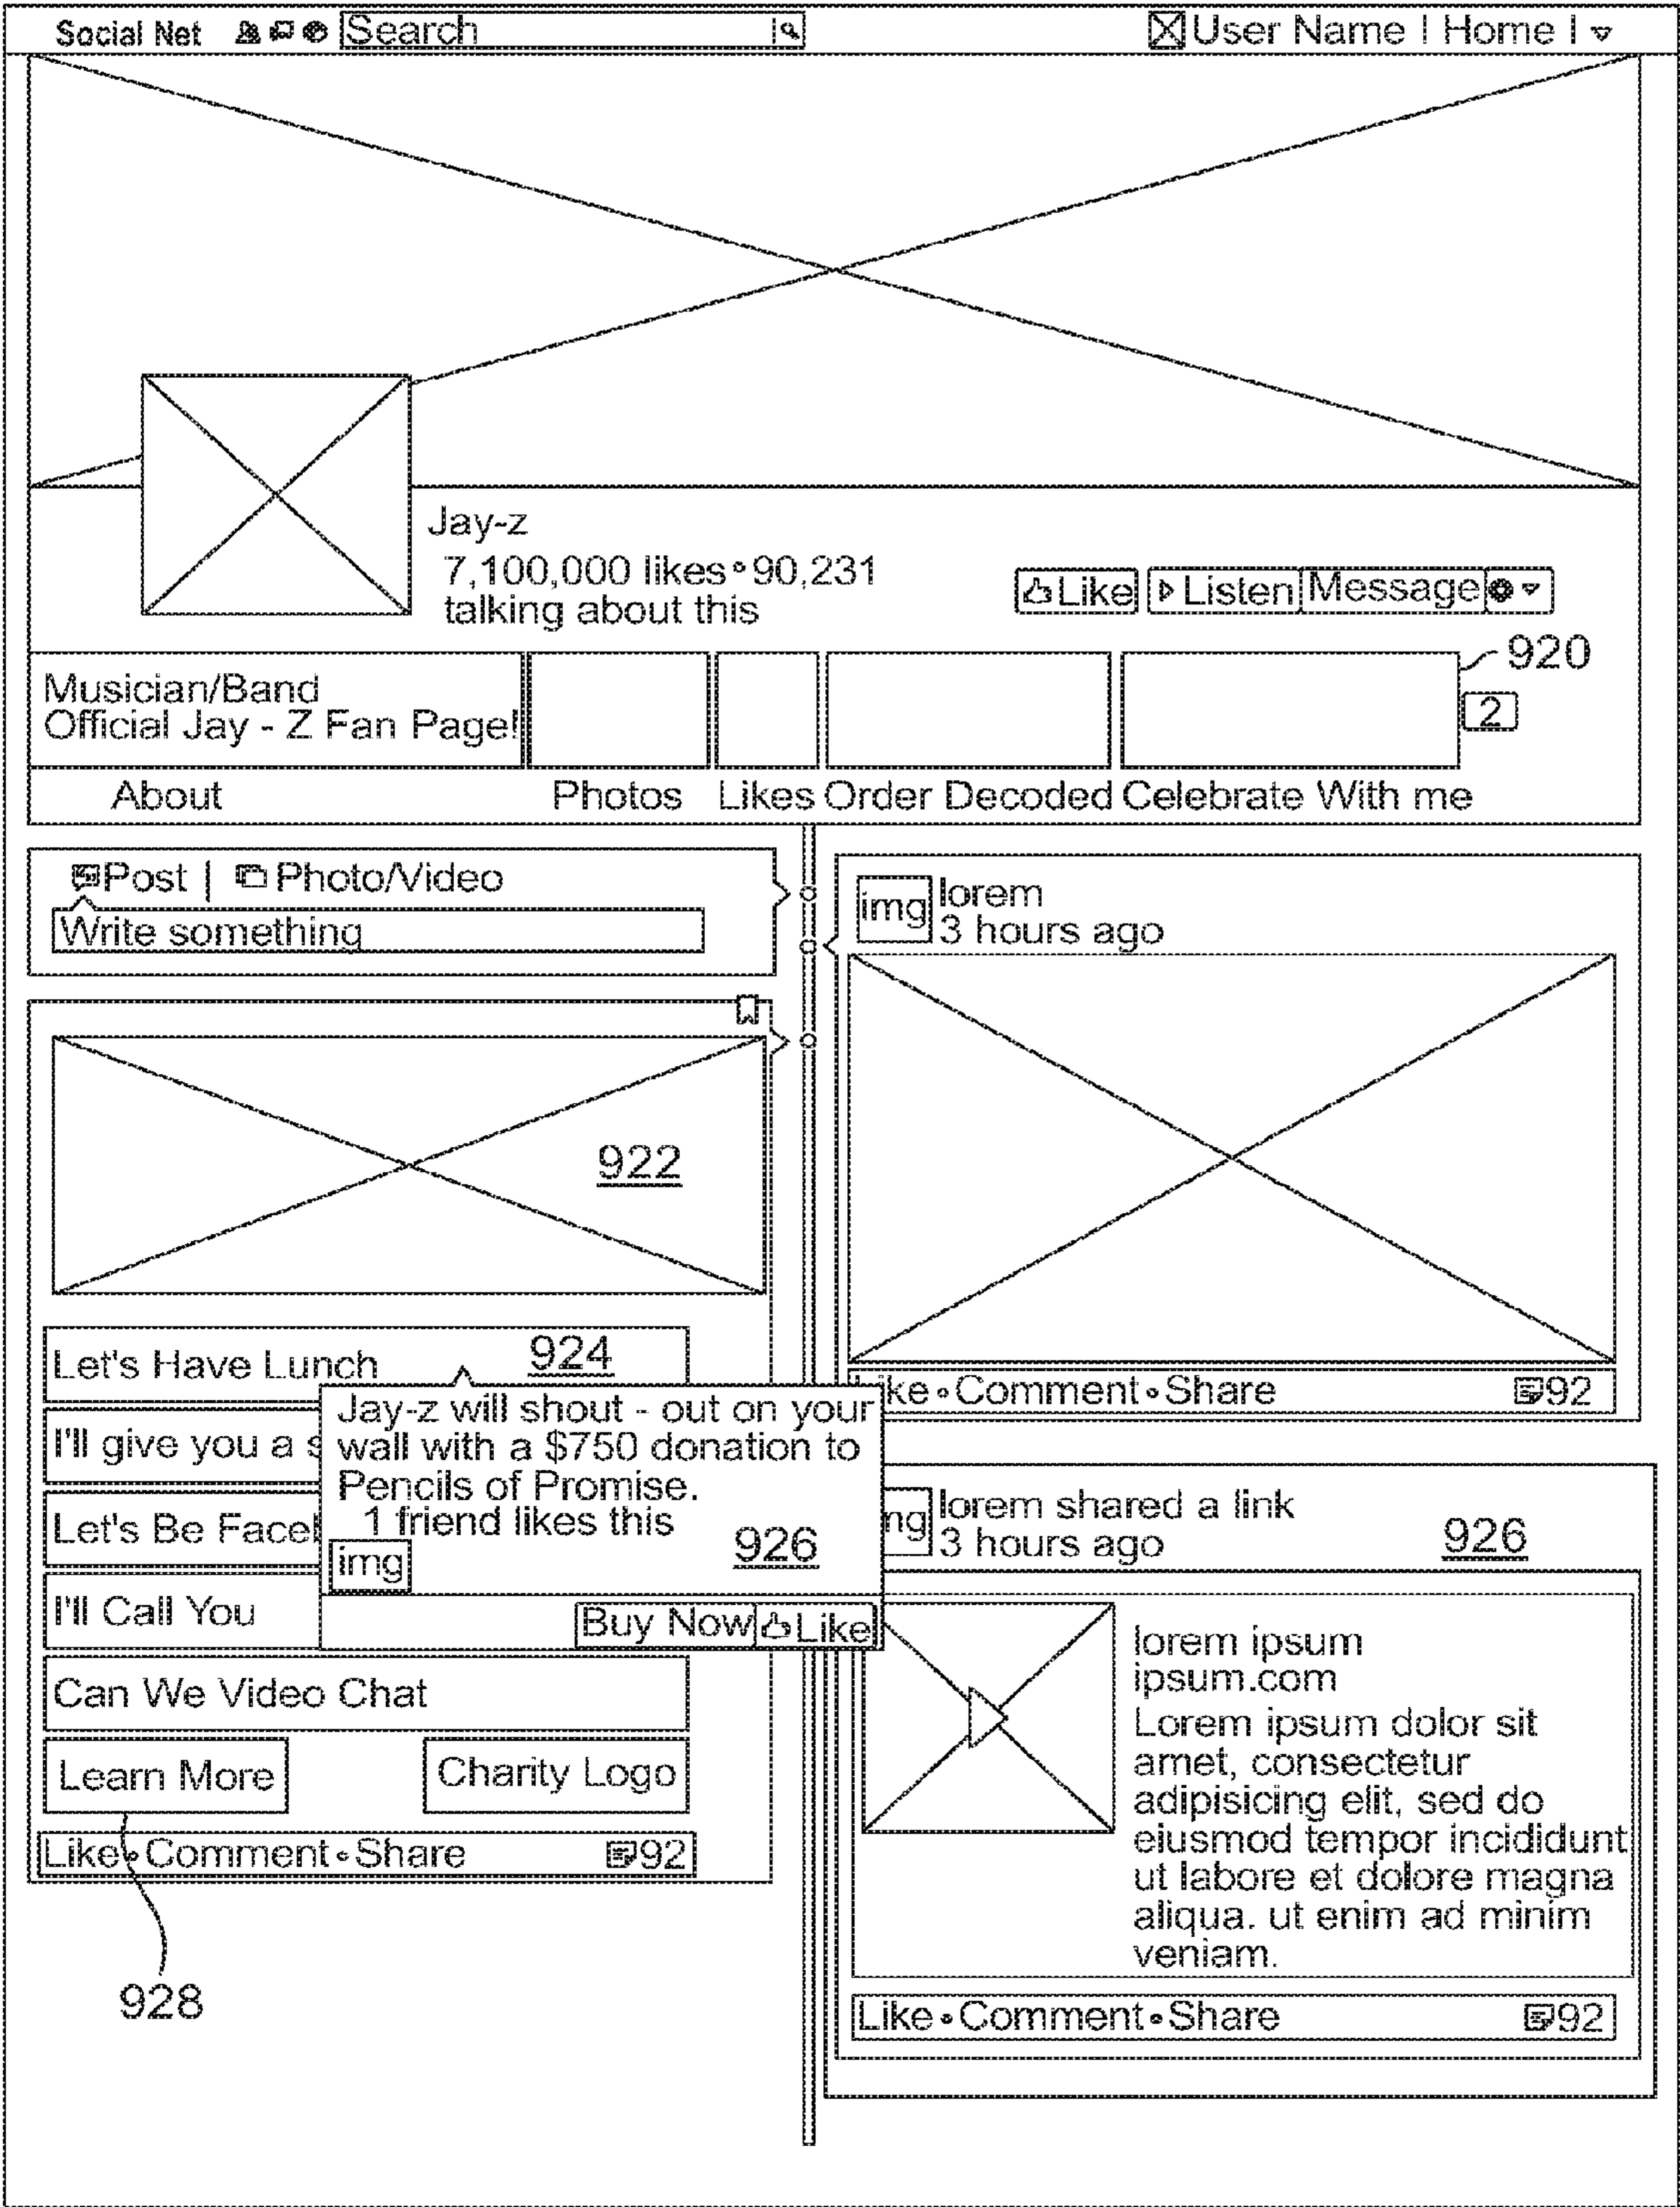 Social Net Search User Name | Home |
Jay-z
7,100,000 likes∘90,231
talking about this
Like Listen Message
920
Musician/Band
Official Jay - Z Fan Page!
2
About Photos Likes Order Decoded Celebrate With me
Post | Photo/Video
Write something
922
Let's Have Lunch 924
I'll give you a s
Let's Be Face
I'll Call You
Jay-z will shout - out on your
wall with a $750 donation to
Pencils of Promise.
1 friend likes this
img 926
Buy Now Like
Can We Video Chat
Learn More Charity Logo
Like∘Comment∘Share 92
928
img lorem
3 hours ago
ke∘Comment∘Share 92
ng lorem shared a link
3 hours ago 926
lorem ipsum
ipsum.com
Lorem ipsum dolor sit
amet, consectetur
adipisicing elit, sed do
eiusmod tempor incididunt
ut labore et dolore magna
aliqua. ut enim ad minim
veniam.
Like∘Comment∘Share 92